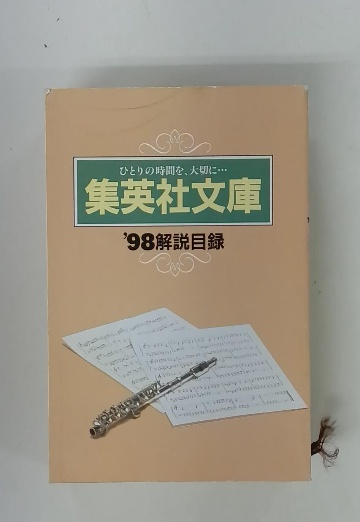 ひとりの時間を、大切に…
集英社文庫
'98解説目録